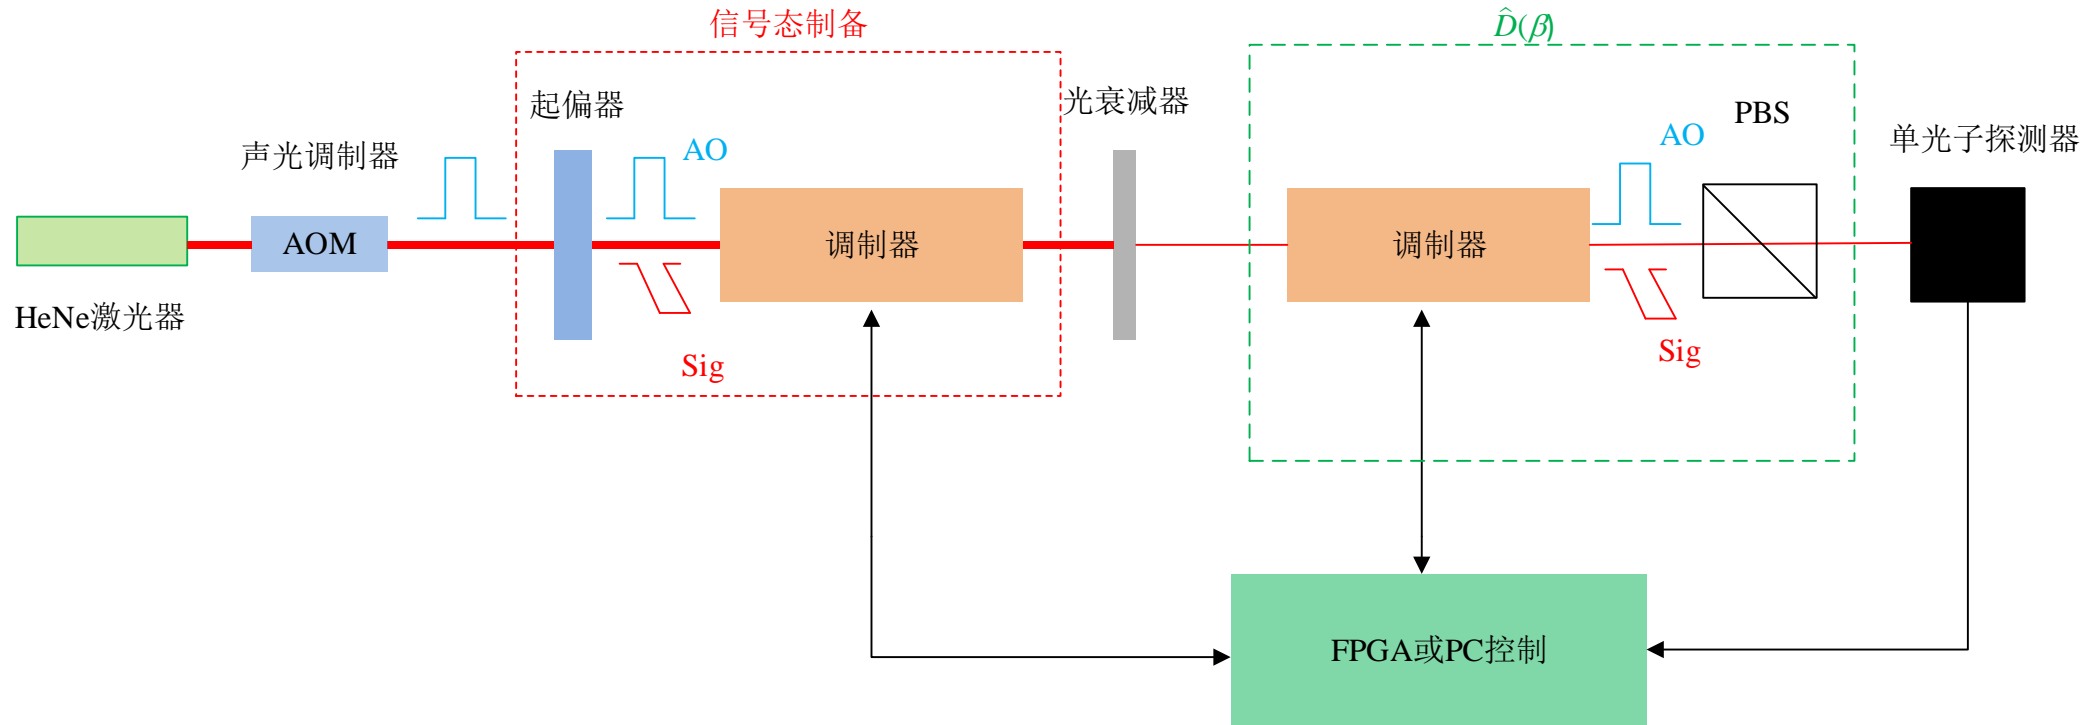 信号态制备
D̂(β)
起偏器
光衰减器
PBS
声光调制器
AO
AO
单光子探测器
AOM
调制器
调制器
HeNe激光器
Sig
Sig
FPGA或PC控制